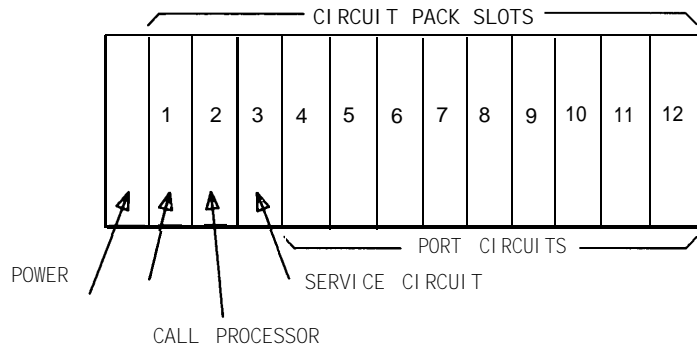 CIRCUIT PACK SLOTS
1 2 3 4 5 6 7 8 9 10 11 12
PORT CIRCUITS
POWER
SERVICE CIRCUIT
CALL PROCESSOR